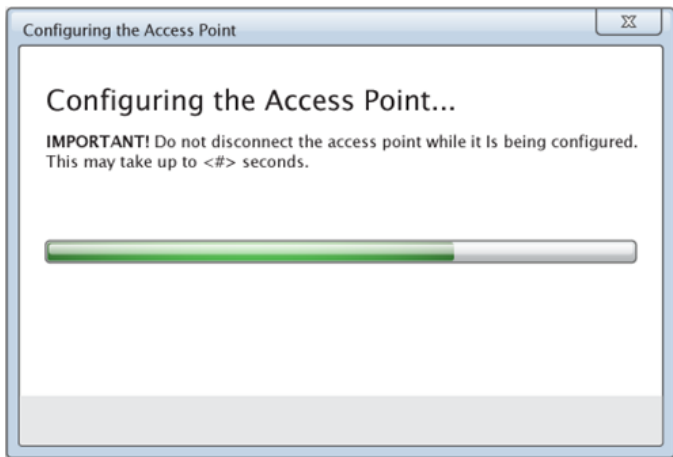 Configuring the Access Point
Configuring the Access Point...
IMPORTANT! Do not disconnect the access point while it Is being configured.
This may take up to <#> seconds.